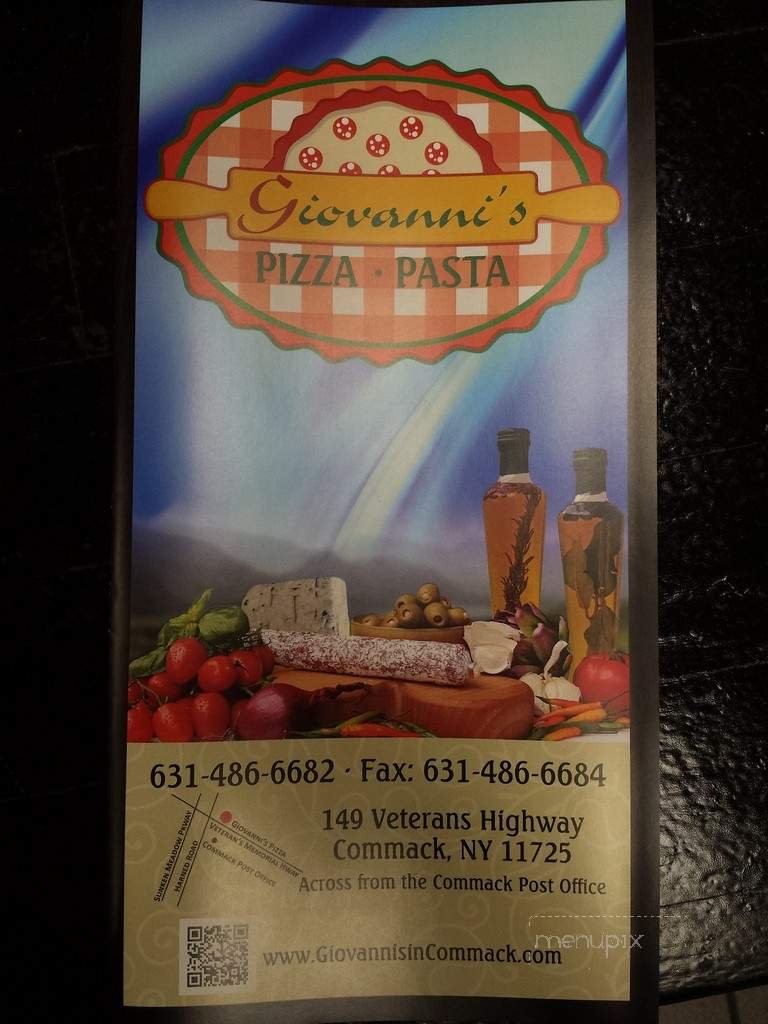 Giovanni's
PIZZA · PASTA
631-486-6682 · Fax: 631-486-6684
SUNKEN MEADOW PKWAY
HARNED ROAD
GIOVANNI'S PIZZA
VETERAN'S MEMORIAL HWAY
COMMACK POST OFFICE
149 Veterans Highway
Commack, NY 11725
Across from the Commack Post Office
www.GiovannisinCommack.com
menupix